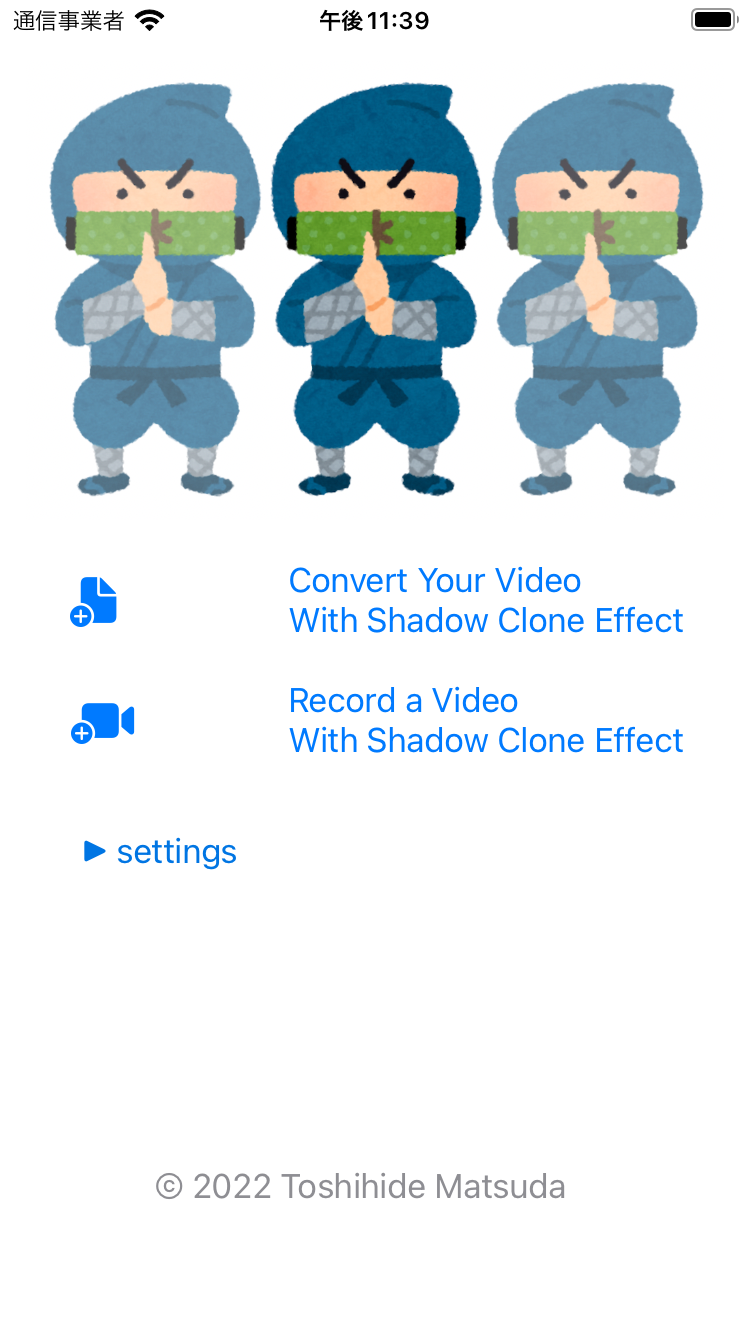 通信事業者
午後11:39
Convert Your Video
With Shadow Clone Effect
Record a Video
With Shadow Clone Effect
settings
© 2022 Toshihide Matsuda